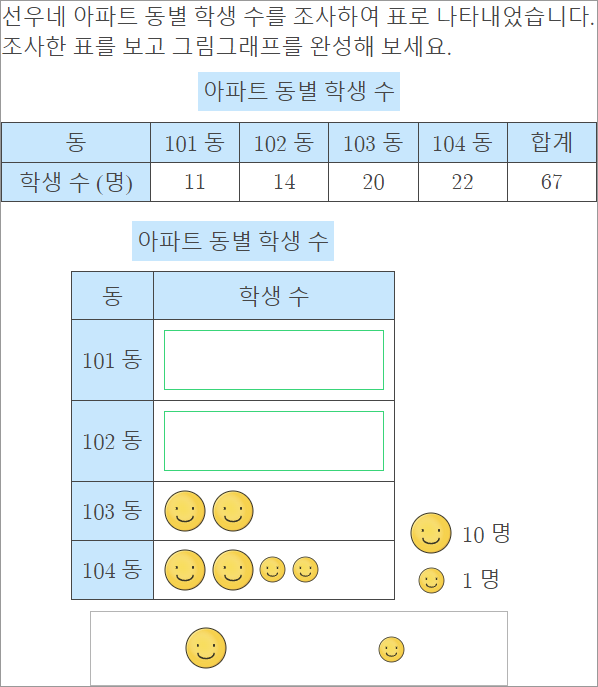 선우네 아파트 동별 학생 수를 조사하여 표로 나타내었습니다.
조사한 표를 보고 그림그래프를 완성해 보세요.
아파트 동별 학생 수
동 101 동 102 동 103 동 104 동 합계
학생 수 (명) 11 14 20 22 67
아파트 동별 학생 수
동 학생 수
101 동
102 동
103 동
104 동
10 명
1 명